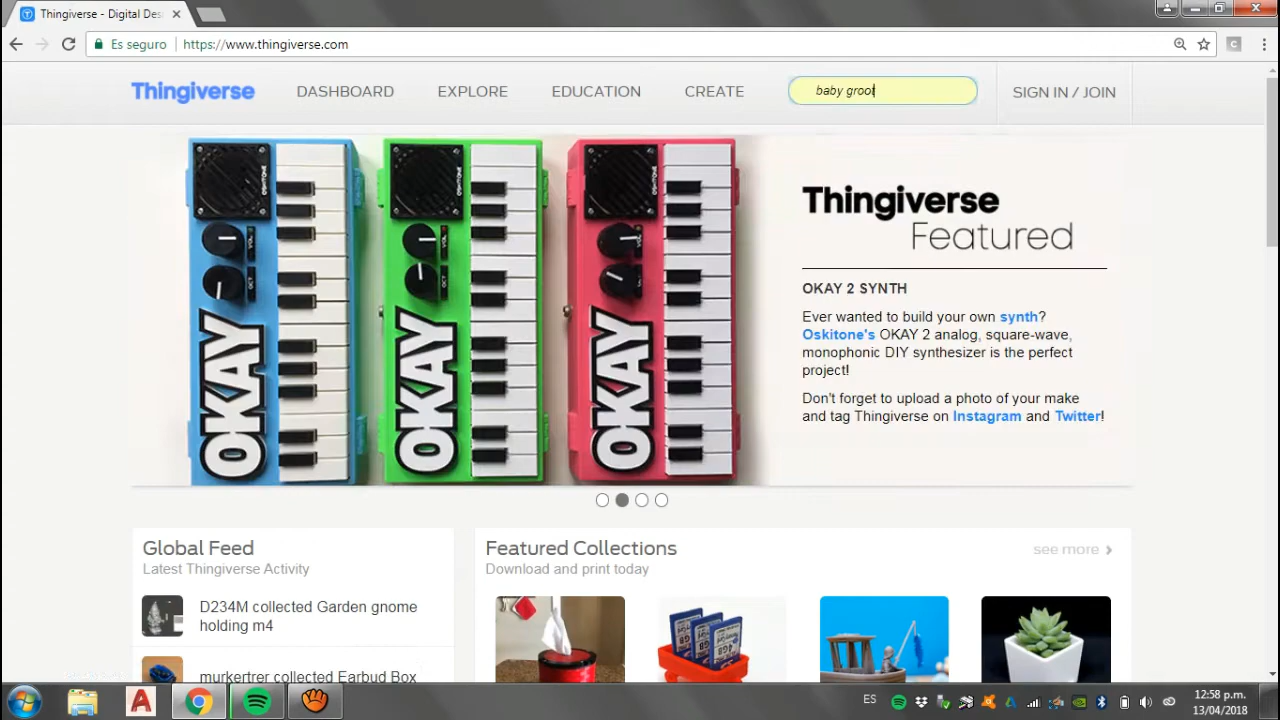 Thingiverse - Digital Des
Es seguro
https://www.thingiverse.com
Thingiverse
DASHBOARD
EXPLORE
EDUCATION
CREATE
baby groot
SIGN IN / JOIN
OKAY
OKAY
OKAY
Thingiverse
Featured
OKAY 2 SYNTH
Ever wanted to build your own synth?
Oskitone's OKAY 2 analog, square-wave,
monophonic DIY synthesizer is the perfect
project!
Don't forget to upload a photo of your make
and tag Thingiverse on Instagram and Twitter!
Global Feed
Latest Thingiverse Activity
D234M collected Garden gnome
holding m4
murkertrer collected Earbud Box
Featured Collections
Download and print today
see more
ES
12:58 p.m.
13/04/2018